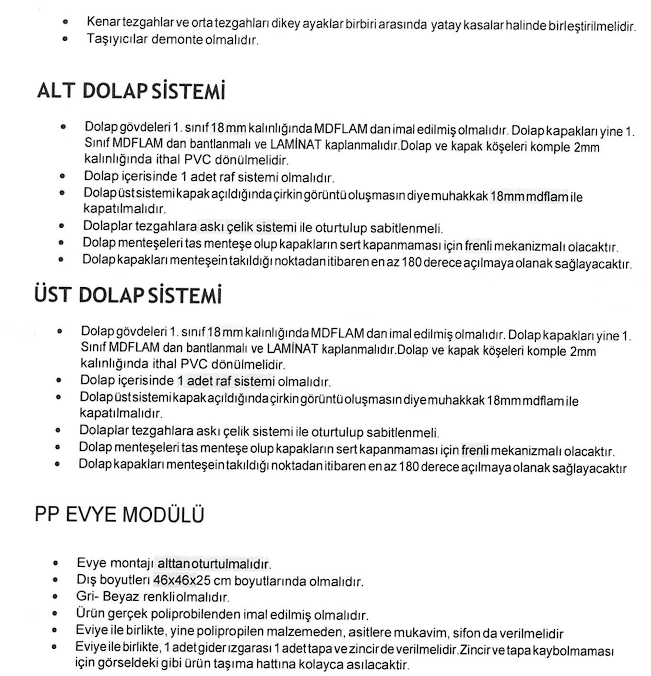 • Kenar tezgahlar ve orta tezgahları dikey ayaklar birbiri arasında yatay kasalar halinde birleştirilmelidir.
• Taşıyıcılar demonte olmalıdır.
ALT DOLAP SİSTEMİ
• Dolap gövdeleri 1. sınıf 18 mm kalınlığında MDFLAM dan imal edilmiş olmalıdır. Dolap kapakları yine 1.
Sınıf MDFLAM dan bantlanmalı ve LAMİNAT kaplanmalıdır.Dolap ve kapak köşeleri komple 2mm
kalınlığında ithal PVC dönülmelidir.
• Dolap içerisinde 1 adet raf sistemi olmalıdır.
• Dolap üst sistemi kapak açıldığında çirkin görüntü oluşmasın diye muhakkak 18mm mdflam ile
kapatılmalıdır.
• Dolaplar tezgahlara askı çelik sistemi ile oturtulup sabitlenmeli.
• Dolap menteşeleri tas menteşe olup kapakların sert kapanmaması için frenli mekanizmalı olacaktır.
• Dolap kapakları menteşein takıldığı noktadan itibaren en az 180 derece açılmaya olanak sağlayacaktır.
ÜST DOLAP SİSTEMİ
• Dolap gövdeleri 1. sınıf 18 mm kalınlığında MDFLAM dan imal edilmiş olmalıdır. Dolap kapakları yine 1.
Sınıf MDFLAM dan bantlanmalı ve LAMİNAT kaplanmalıdır.Dolap ve kapak köşeleri komple 2mm
kalınlığında ithal PVC dönülmelidir.
• Dolap içerisinde 1 adet raf sistemi olmalıdır.
• Dolap üst sistemi kapak açıldığında çirkin görüntü oluşmasın diye muhakkak 18mm mdflam ile
kapatılmalıdır.
• Dolaplar tezgahlara askı çelik sistemi ile oturtulup sabitlenmeli.
• Dolap menteşeleri tas menteşe olup kapakların sert kapanmaması için frenli mekanizmalı olacaktır.
• Dolap kapakları menteşein takıldığı noktadan itibaren en az 180 derece açılmaya olanak sağlayacaktır
PP EVYE MODÜLÜ
• Evye montajı alttan oturtulmalıdır.
• Dış boyutleri 46x46x25 cm boyutlarında olmalıdır.
• Gri- Beyaz renkli olmalıdır.
• Ürün gerçek poliprobilenden imal edilmiş olmalıdır.
• Eviye ile birlikte, yine polipropilen malzemeden, asitlere mukavim, sifon da verilmelidir
• Eviye ile birlikte, 1 adet gider ızgarası 1 adet tapa ve zincir de verilmelidir.Zincir ve tapa kaybolmaması
için görseldeki gibi ürün taşıma hattına kolayca asılacaktır.